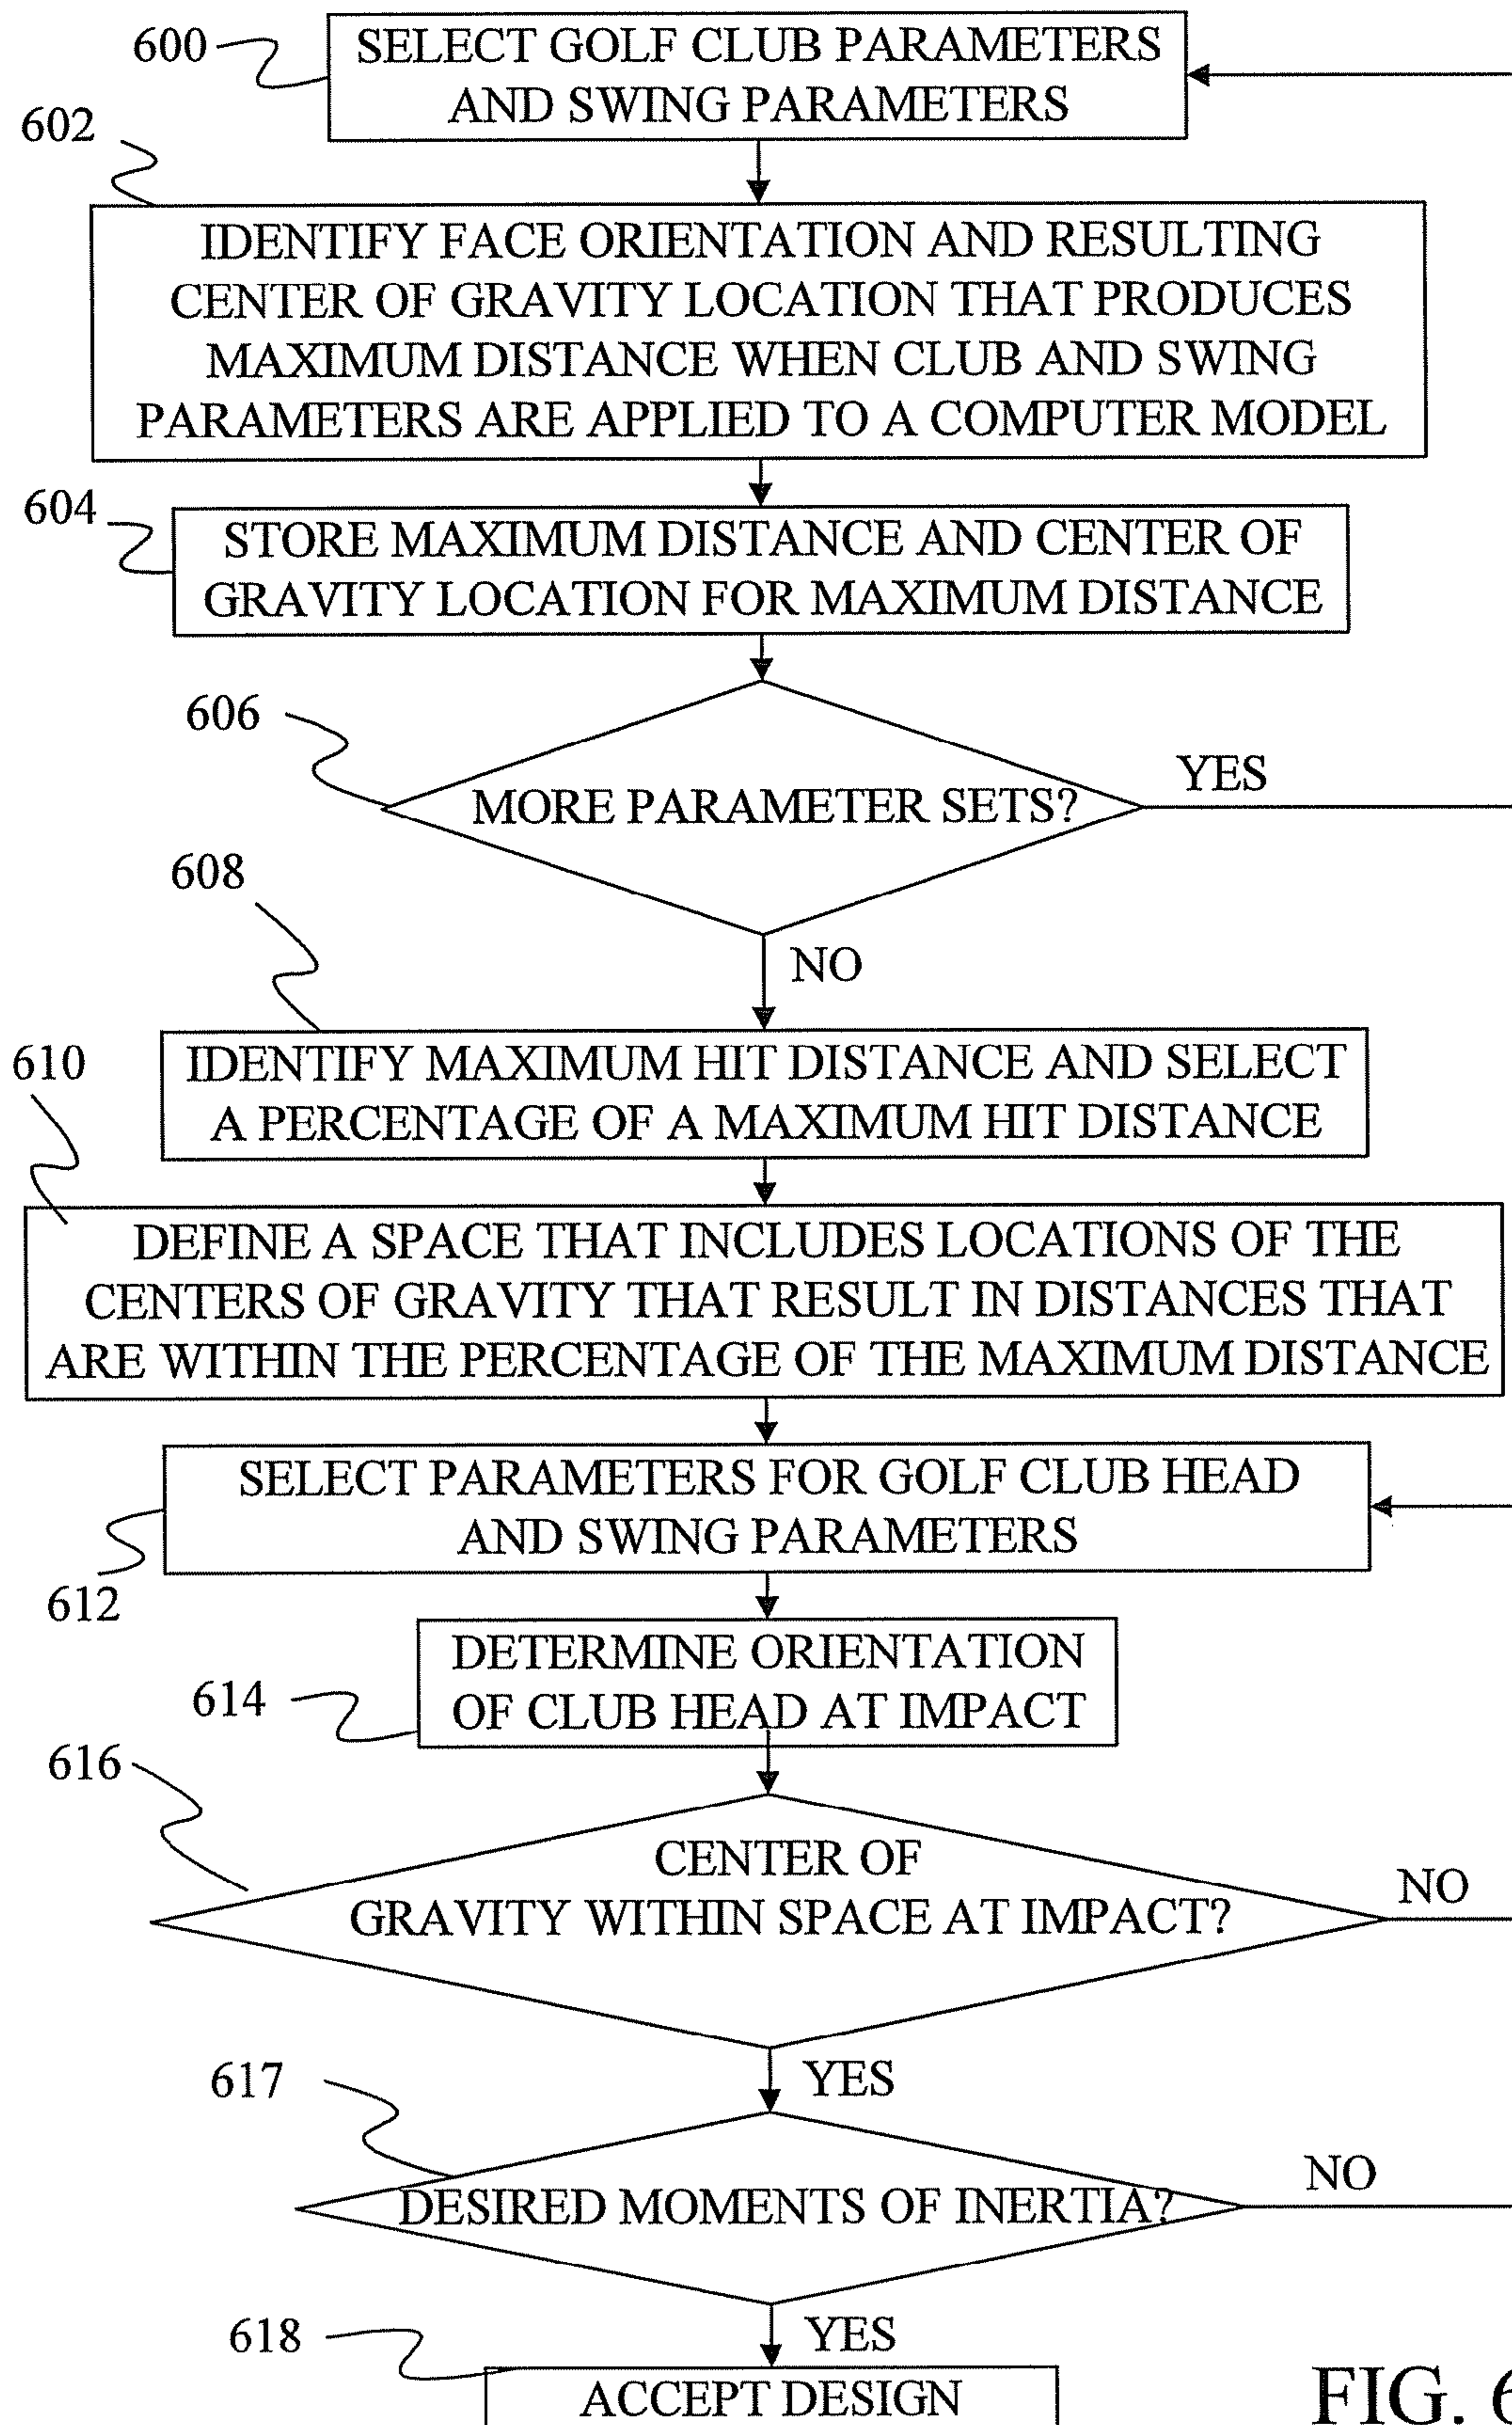 600
SELECT GOLF CLUB PARAMETERS
AND SWING PARAMETERS
602
IDENTIFY FACE ORIENTATION AND RESULTING
CENTER OF GRAVITY LOCATION THAT PRODUCES
MAXIMUM DISTANCE WHEN CLUB AND SWING
PARAMETERS ARE APPLIED TO A COMPUTER MODEL
604
STORE MAXIMUM DISTANCE AND CENTER OF
GRAVITY LOCATION FOR MAXIMUM DISTANCE
606
MORE PARAMETER SETS?
YES
NO
608
IDENTIFY MAXIMUM HIT DISTANCE AND SELECT
A PERCENTAGE OF A MAXIMUM HIT DISTANCE
610
DEFINE A SPACE THAT INCLUDES LOCATIONS OF THE
CENTERS OF GRAVITY THAT RESULT IN DISTANCES THAT
ARE WITHIN THE PERCENTAGE OF THE MAXIMUM DISTANCE
SELECT PARAMETERS FOR GOLF CLUB HEAD
AND SWING PARAMETERS
612
DETERMINE ORIENTATION
OF CLUB HEAD AT IMPACT
614
616
CENTER OF
GRAVITY WITHIN SPACE AT IMPACT?
NO
YES
617
DESIRED MOMENTS OF INERTIA?
NO
YES
618
ACCEPT DESIGN
FIG. 6